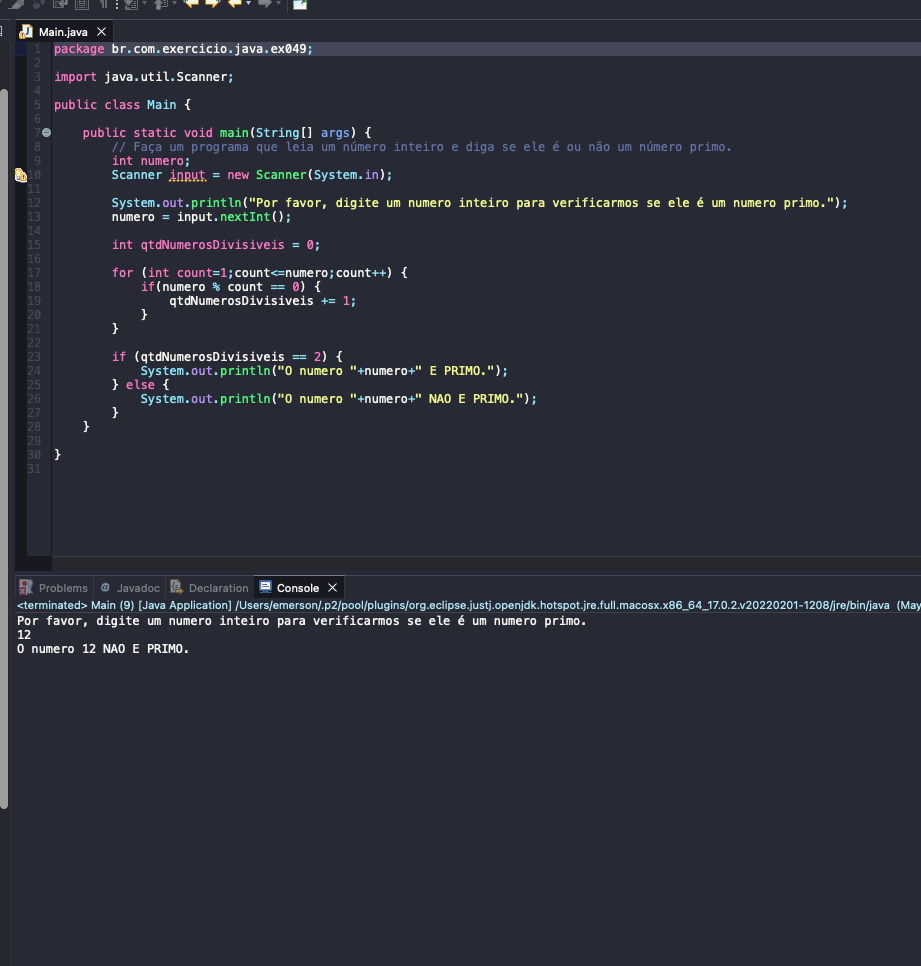 Main.java
1 package br.com.exercicio.java.ex049;
2
3 import java.util.Scanner;
4
5 public class Main {
6
7     public static void main(String[] args) {
8         // Faça um programa que leia um número inteiro e diga se ele é ou não um número primo.
9         int numero;
10         Scanner input = new Scanner(System.in);
11
12         System.out.println("Por favor, digite um numero inteiro para verificarmos se ele é um numero primo.");
13         numero = input.nextInt();
14
15         int qtdNumerosDivisiveis = 0;
16
17         for (int count=1;count<=numero;count++) {
18             if(numero % count == 0) {
19                 qtdNumerosDivisiveis += 1;
20             }
21         }
22
23         if (qtdNumerosDivisiveis == 2) {
24             System.out.println("O numero "+numero+" E PRIMO.");
25         } else {
26             System.out.println("O numero "+numero+" NAO E PRIMO.");
27         }
28     }
29
30 }
31
Problems Javadoc Declaration Console
<terminated> Main (9) [Java Application] /Users/emerson/.p2/pool/plugins/org.eclipse.justj.openjdk.hotspot.jre.full.macosx.x86_64_17.0.2.v20220201-1208/jre/bin/java (May
Por favor, digite um numero inteiro para verificarmos se ele é um numero primo.
12
O numero 12 NAO E PRIMO.